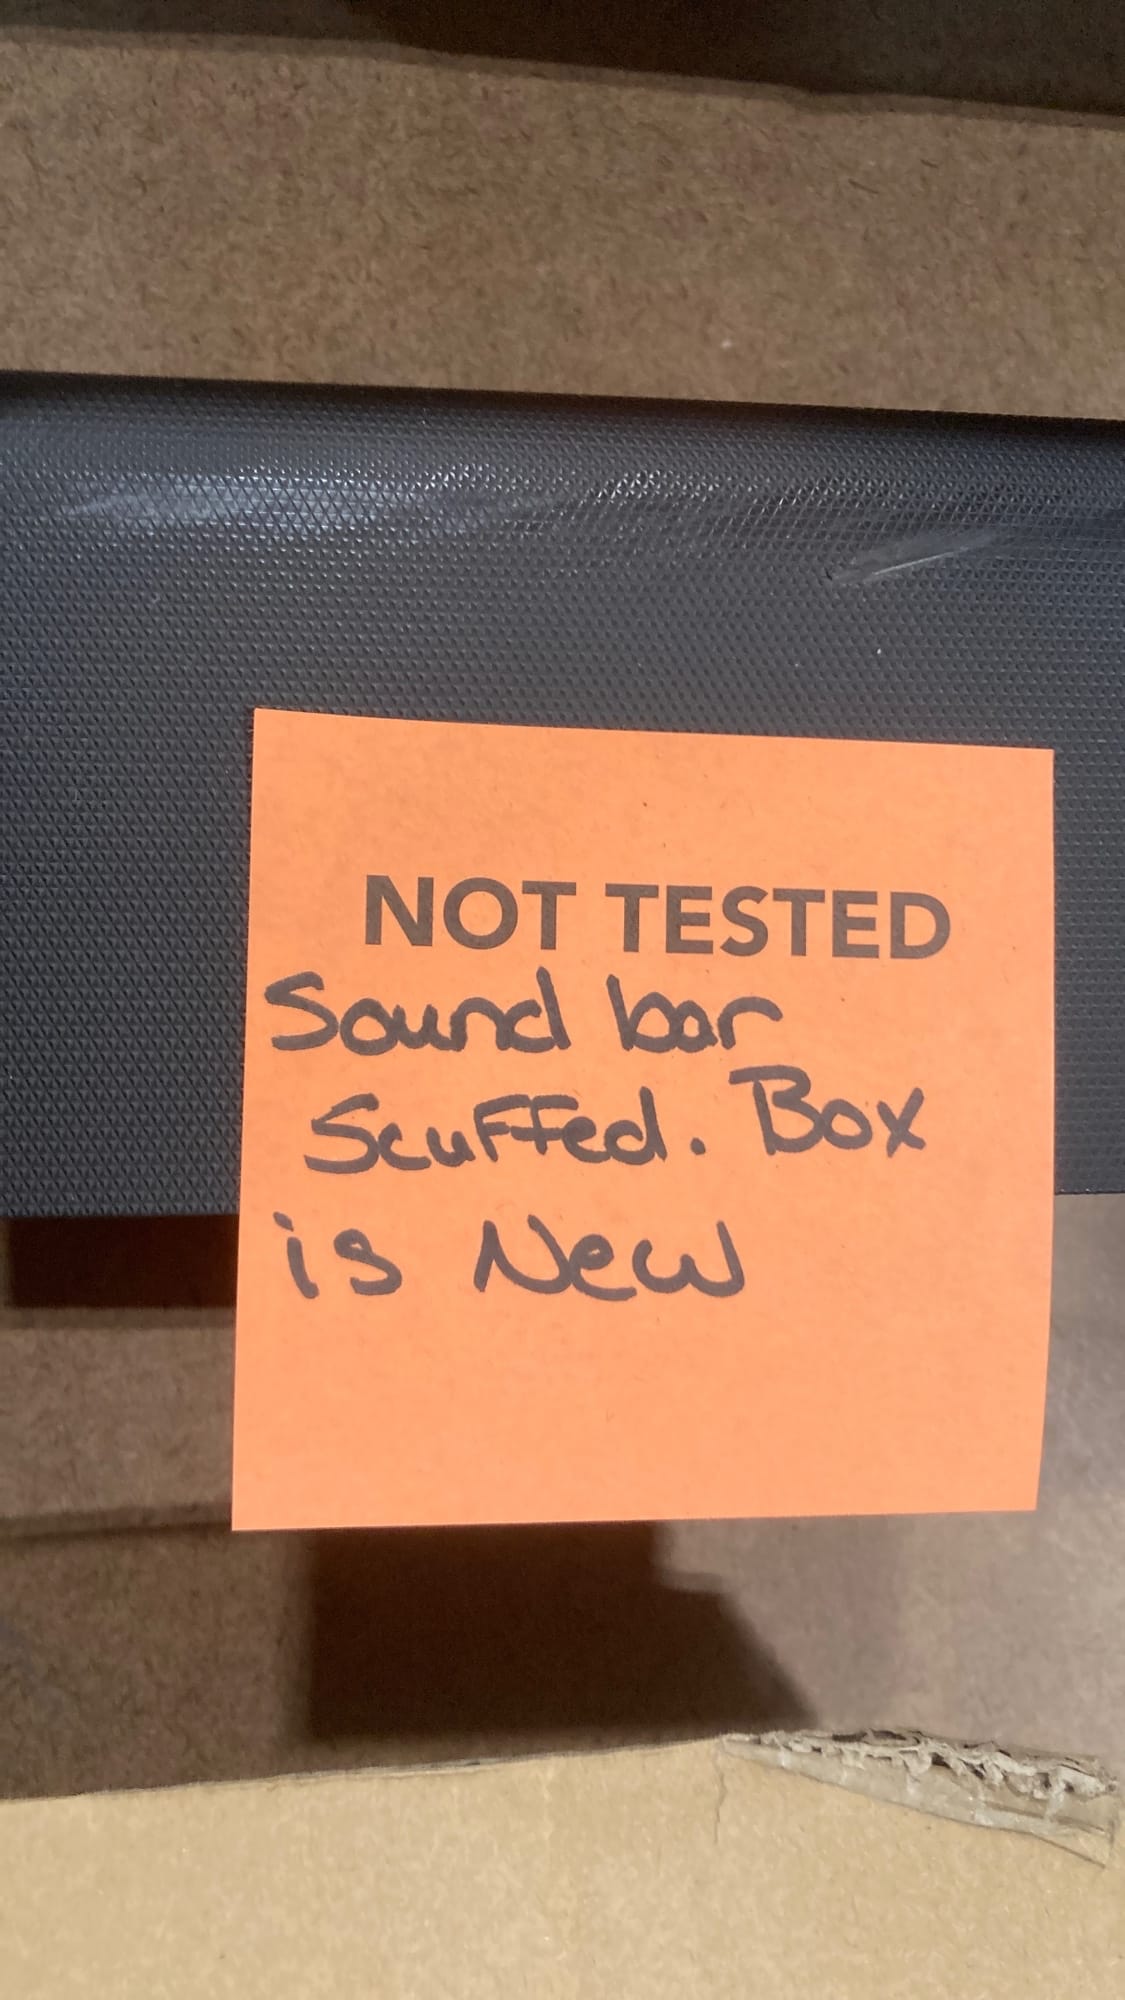 NOT TESTED
Sound bar
Scuffed. Box
is New